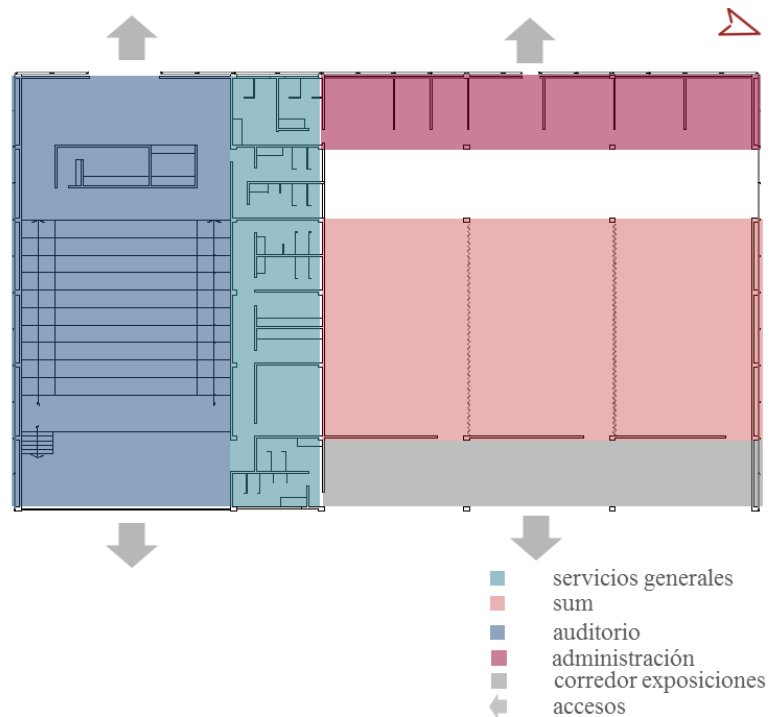 servicios generales
sum
auditorio
administración
corredor exposiciones
accesos